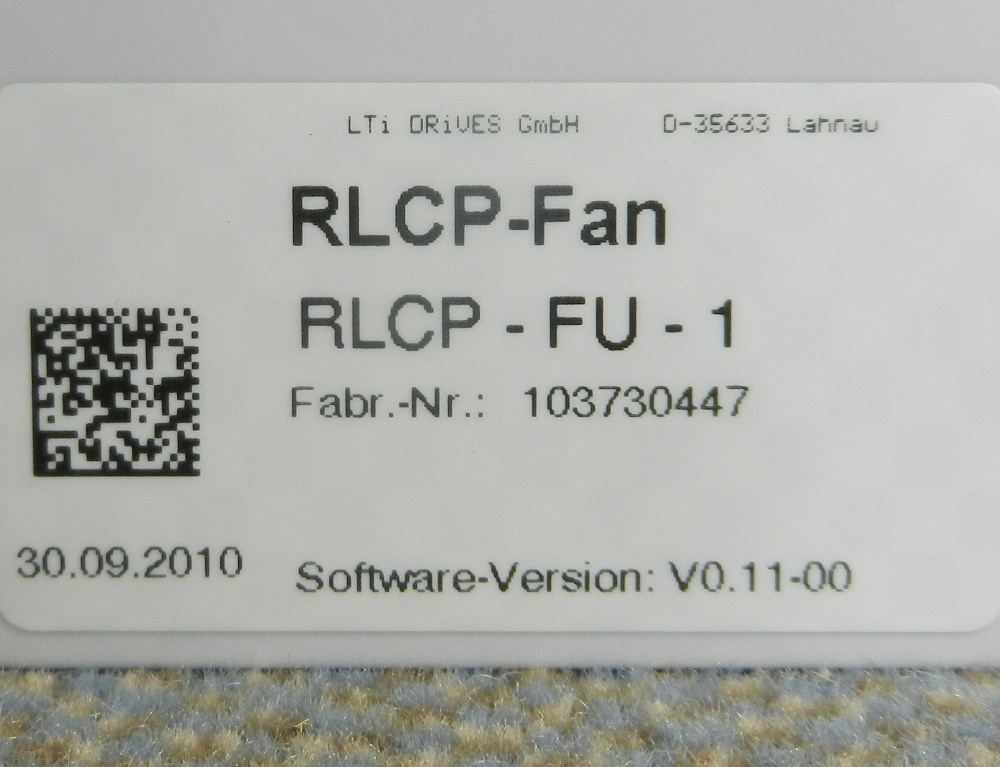 LTi DRiVES GmbH D-35633 Lahnau
RLCP-Fan
RLCP - FU - 1
Fabr.-Nr.: 103730447
30.09.2010
Software-Version: V0.11-00